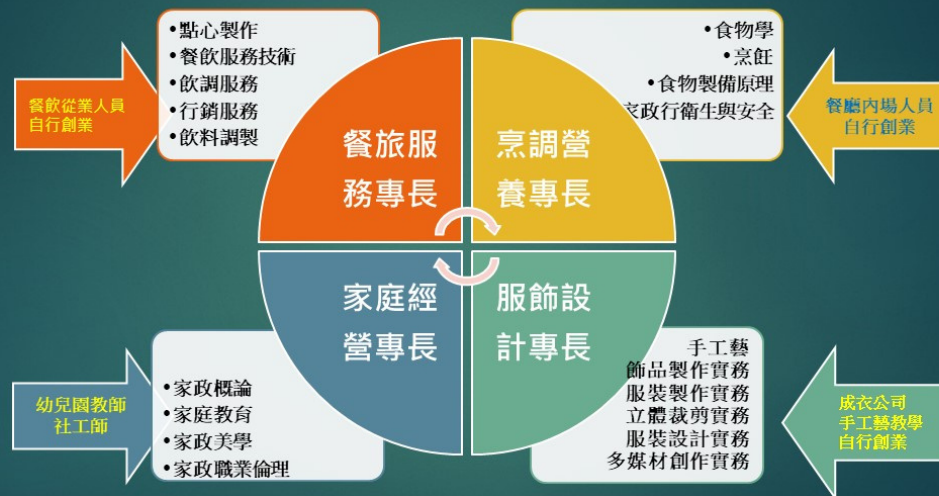 •點心製作
•餐飲服務技術
•飲調服務
•行銷服務
•飲料調製
餐飲從業人員
自行創業
餐旅服
務專長
•食物學
•烹飪
•食物製備原理
家政行衛生與安全
餐廳內場人員
自行創業
烹調營
養專長
家庭經
營專長
•家政概論
•家庭教育
•家政美學
•家政職業倫理
幼兒園教師
社工師
服飾設
計專長
手工藝
飾品製作實務
服裝製作實務
立體裁剪實務
服裝設計實務
多媒材創作實務
成衣公司
手工藝教學
自行創業